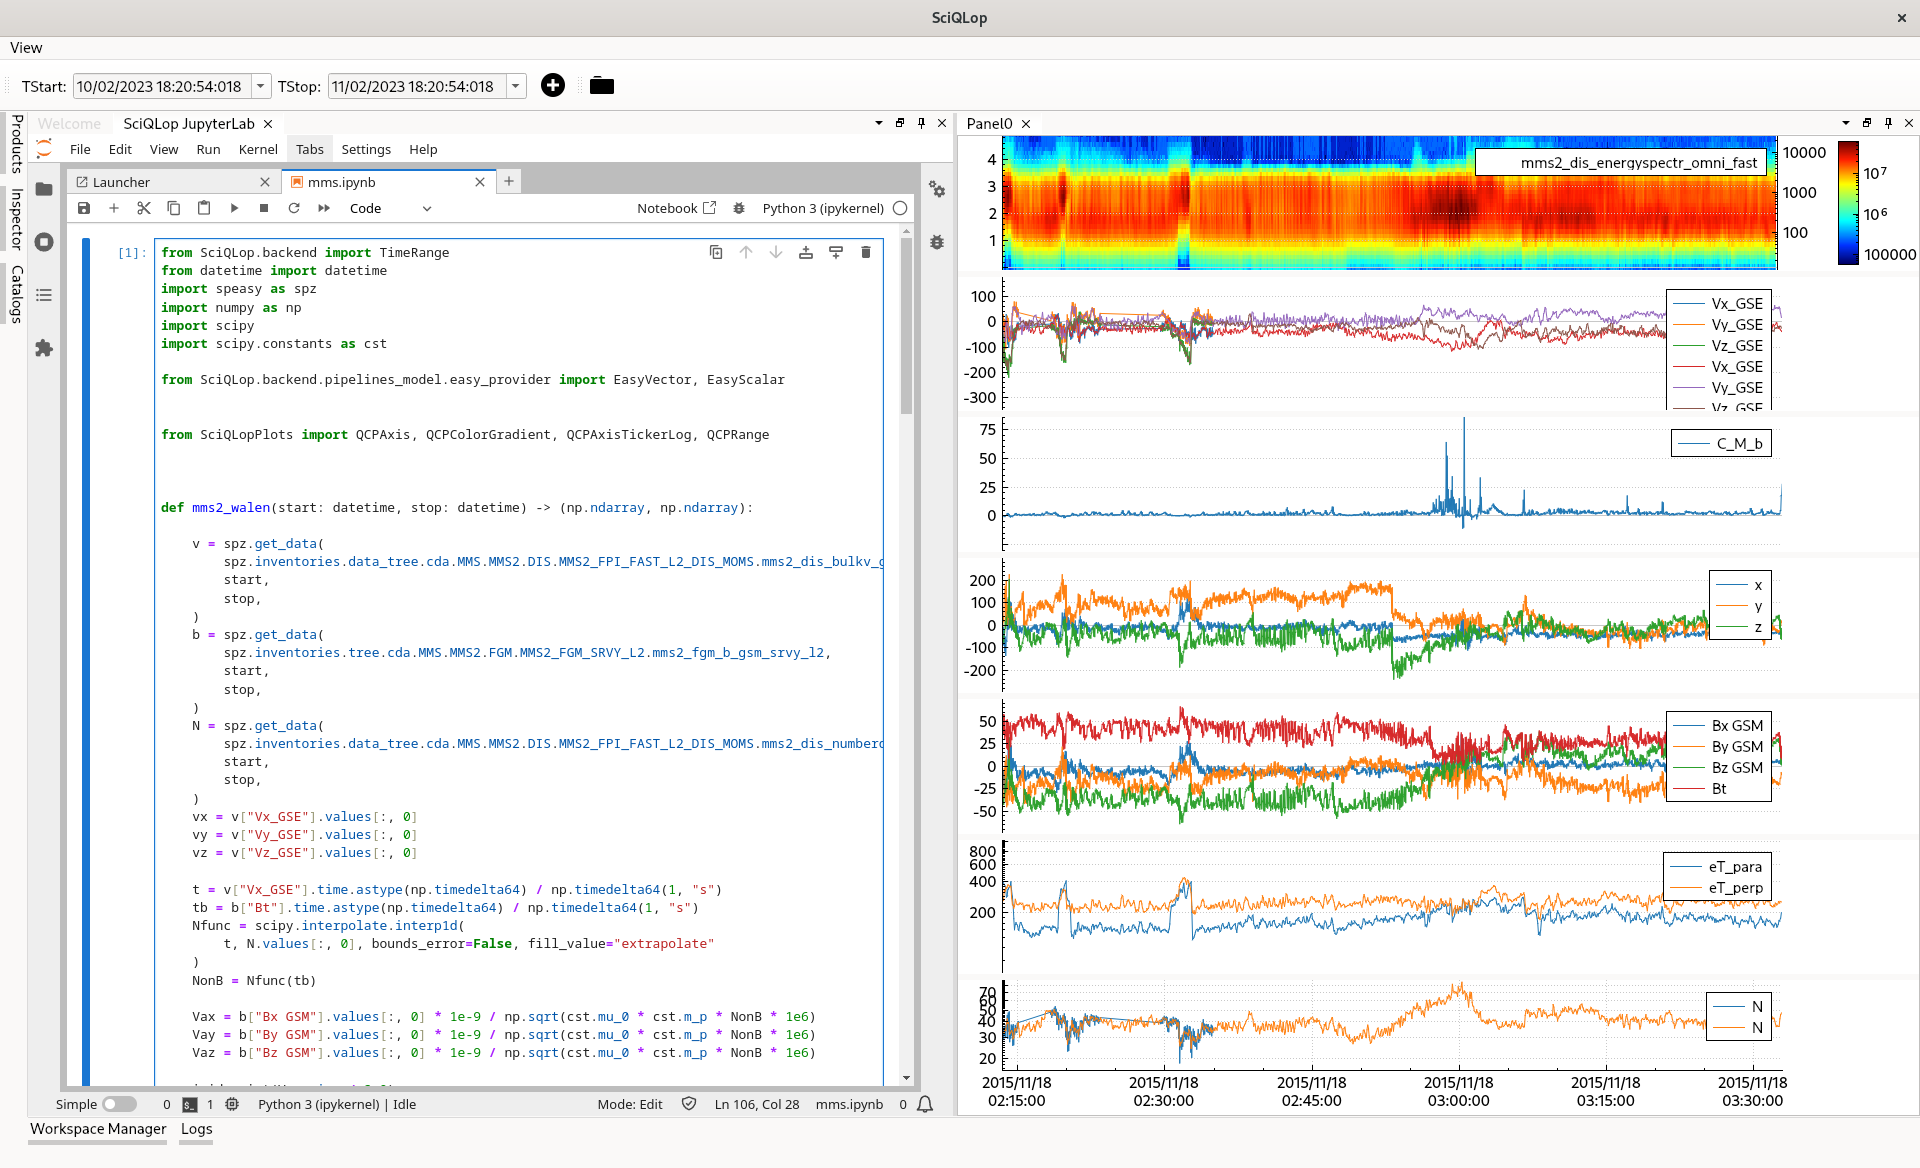 SciQLop
View
TStart: 10/02/2023 18:20:54:018 TStop: 11/02/2023 18:20:54:018
Products
Inspector
Catalogs
Welcome SciQLop JupyterLab
File Edit View Run Kernel Tabs Settings Help
Launcher mms.ipynb
Code Notebook Python 3 (ipykernel)
[1]:
from SciQLop.backend import TimeRange
from datetime import datetime
import speasy as spz
import numpy as np
import scipy
import scipy.constants as cst
from SciQLop.backend.pipelines_model.easy_provider import EasyVector, EasyScalar
from SciQLopPlots import QCPAxis, QCPColorGradient, QCPAxisTickerLog, QCPRange
def mms2_walen(start: datetime, stop: datetime) -> (np.ndarray, np.ndarray):
    v = spz.get_data(
        spz.inventories.data_tree.cda.MMS.MMS2.DIS.MMS2_FPI_FAST_L2_DIS_MOMS.mms2_dis_bulkv_g
        start,
        stop,
    )
    b = spz.get_data(
        spz.inventories.tree.cda.MMS.MMS2.FGM.MMS2_FGM_SRVY_L2.mms2_fgm_b_gsm_srvy_l2,
        start,
        stop,
    )
    N = spz.get_data(
        spz.inventories.data_tree.cda.MMS.MMS2.DIS.MMS2_FPI_FAST_L2_DIS_MOMS.mms2_dis_numberd
        start,
        stop,
    )
    vx = v["Vx_GSE"].values[:, 0]
    vy = v["Vy_GSE"].values[:, 0]
    vz = v["Vz_GSE"].values[:, 0]
    t = v["Vx_GSE"].time.astype(np.timedelta64) / np.timedelta64(1, "s")
    tb = b["Bt"].time.astype(np.timedelta64) / np.timedelta64(1, "s")
    Nfunc = scipy.interpolate.interp1d(
        t, N.values[:, 0], bounds_error=False, fill_value="extrapolate"
    )
    NonB = Nfunc(tb)
    Vax = b["Bx GSM"].values[:, 0] * 1e-9 / np.sqrt(cst.mu_0 * cst.m_p * NonB * 1e6)
    Vay = b["By GSM"].values[:, 0] * 1e-9 / np.sqrt(cst.mu_0 * cst.m_p * NonB * 1e6)
    Vaz = b["Bz GSM"].values[:, 0] * 1e-9 / np.sqrt(cst.mu_0 * cst.m_p * NonB * 1e6)
Simple 0 1 Python 3 (ipykernel) | Idle Mode: Edit Ln 106, Col 28 mms.ipynb 0
Workspace Manager Logs
Panel0
mms2_dis_energyspectr_omni_fast
4
3
2
1
10000
1000
100
10⁷
10⁶
100000
100
0
-100
-200
-300
Vx_GSE
Vy_GSE
Vz_GSE
Vx_GSE
Vy_GSE
Vz_GSE
75
50
25
0
C_M_b
200
100
0
-100
-200
x
y
z
50
25
0
-25
-50
Bx GSM
By GSM
Bz GSM
Bt
800
600
400
200
eT_para
eT_perp
70
60
50
40
30
20
N
N
2015/11/18 2015/11/18 2015/11/18 2015/11/18 2015/11/18 2015/11/18
02:15:00 02:30:00 02:45:00 03:00:00 03:15:00 03:30:00